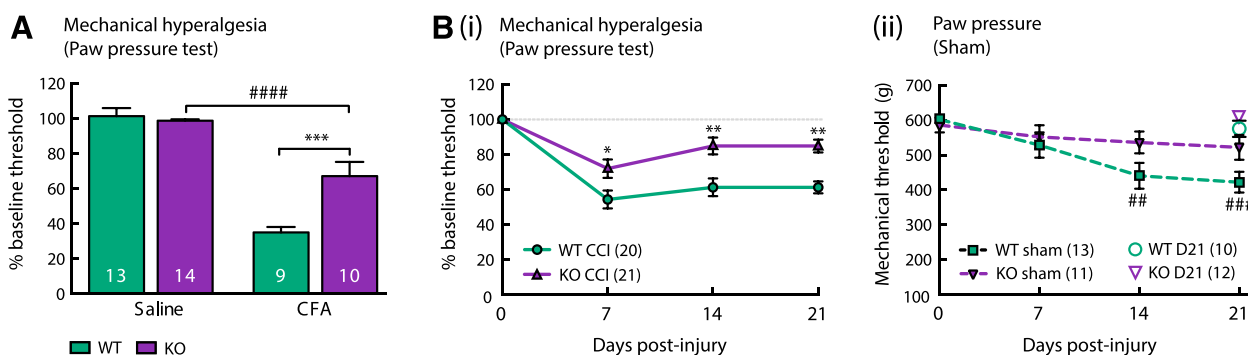 A Mechanical hyperalgesia
(Paw pressure test)
% baseline threshold
120
100
80
60
40
20
0
####
***
13
14
9
10
Saline
CFA
WT
KO
B (i) Mechanical hyperalgesia
(Paw pressure test)
% baseline threshold
120
100
80
60
40
20
0
*
**
**
WT CCI (20)
KO CCI (21)
0
7
14
21
Days post-injury
(ii) Paw pressure
(Sham)
Mechanical threshold (g)
700
600
500
400
300
200
100
##
###
WT sham (13)
KO sham (11)
WT D21 (10)
KO D21 (12)
0
7
14
21
Days post-injury